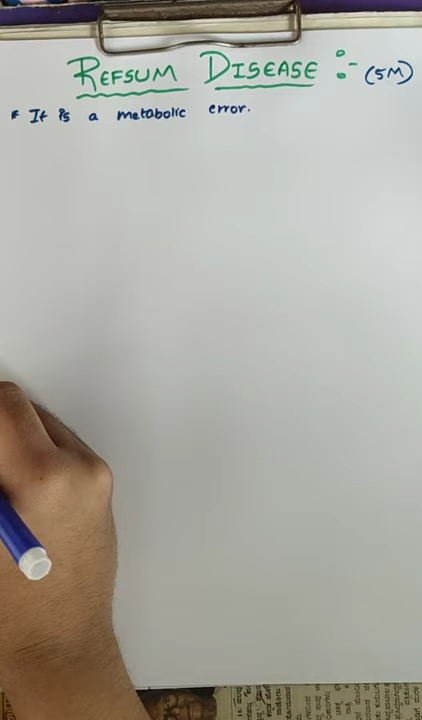 REFSUM DISEASE :- (5M)
* It is a metabolic error.